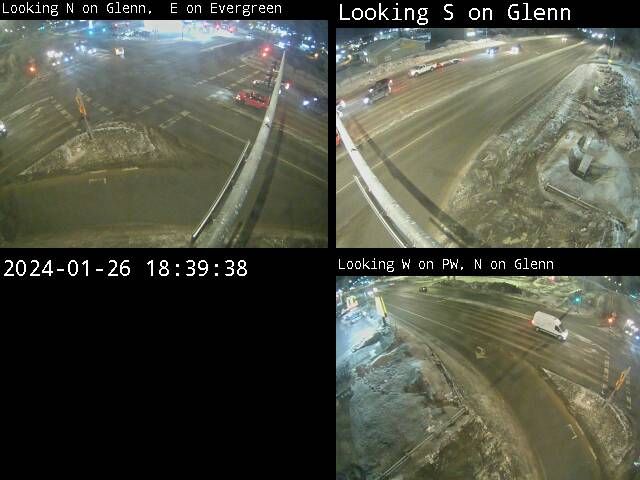 Looking N on Glenn, E on Evergreen
Looking S on Glenn
2024-01-26 18:39:38
Looking W on PW, N on Glenn